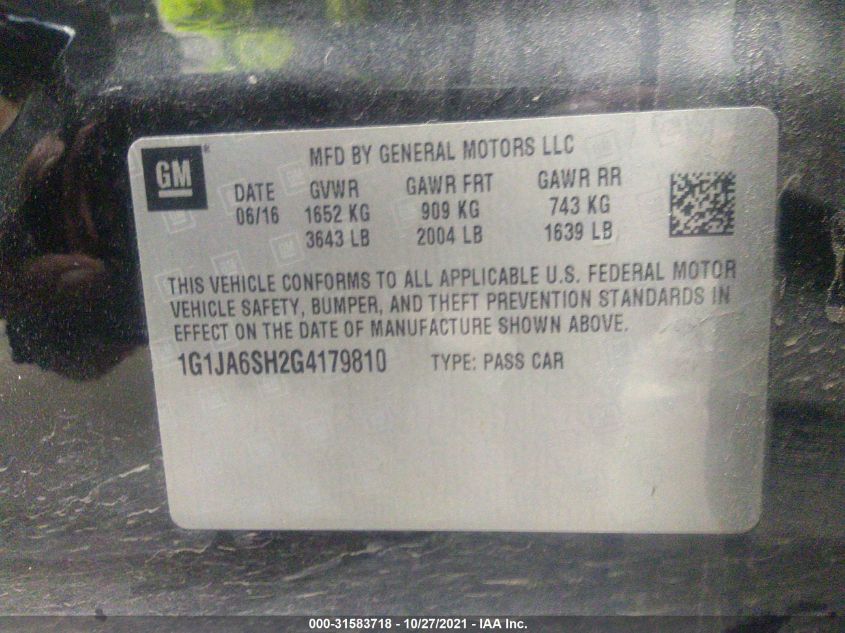 GM
MFD BY GENERAL MOTORS LLC
DATE GVWR GAWR FRT GAWR RR
06/16 1652 KG 909 KG 743 KG
3643 LB 2004 LB 1639 LB
THIS VEHICLE CONFORMS TO ALL APPLICABLE U.S. FEDERAL MOTOR
VEHICLE SAFETY, BUMPER, AND THEFT PREVENTION STANDARDS IN
EFFECT ON THE DATE OF MANUFACTURE SHOWN ABOVE.
1G1JA6SH2G4179810 TYPE: PASS CAR
000-31583718 - 10/27/2021 - IAA Inc.